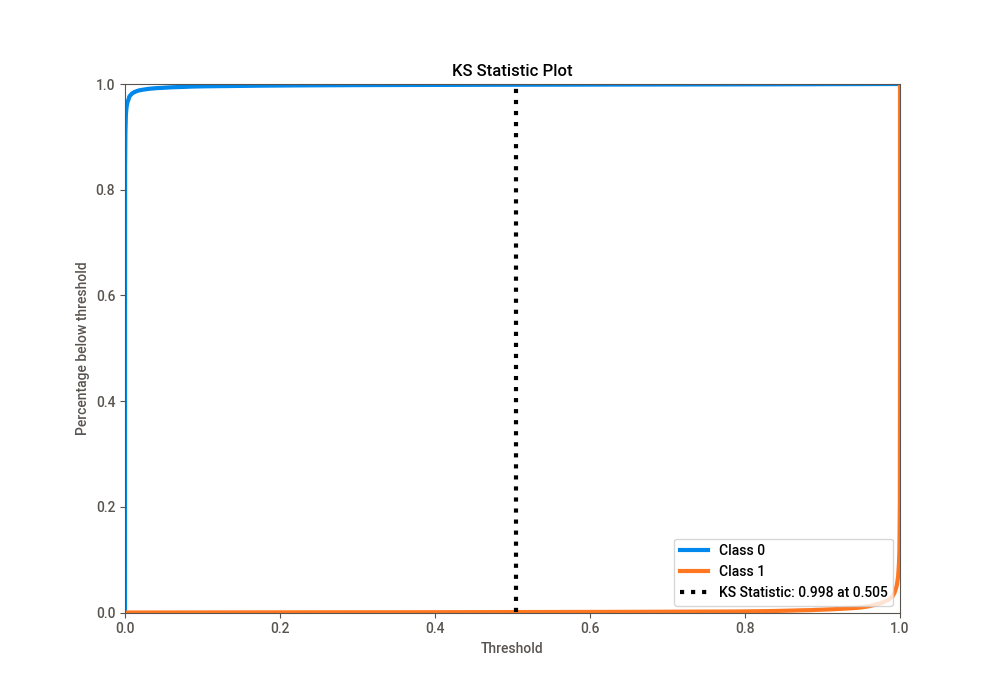 KS Statistic Plot
1.0
0.8
0.6
0.4
0.2
0.0
Percentage below threshold
0.0 0.2 0.4 0.6 0.8 1.0
Threshold
Class 0
Class 1
KS Statistic: 0.998 at 0.505